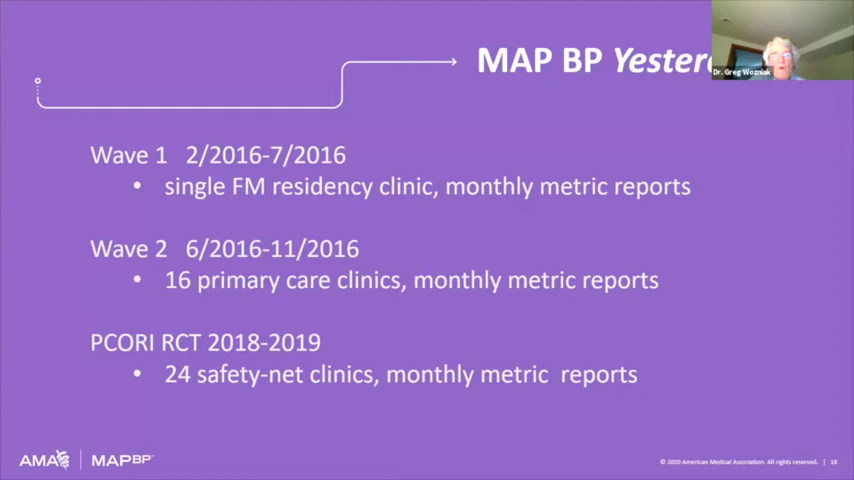 MAP BP Yester
Dr. Greg Wozniak
Wave 1 2/2016-7/2016
• single FM residency clinic, monthly metric reports
Wave 2 6/2016-11/2016
• 16 primary care clinics, monthly metric reports
PCORI RCT 2018-2019
• 24 safety-net clinics, monthly metric reports
AMA | MAP BP™
© 2020 American Medical Association. All rights reserved. | 18